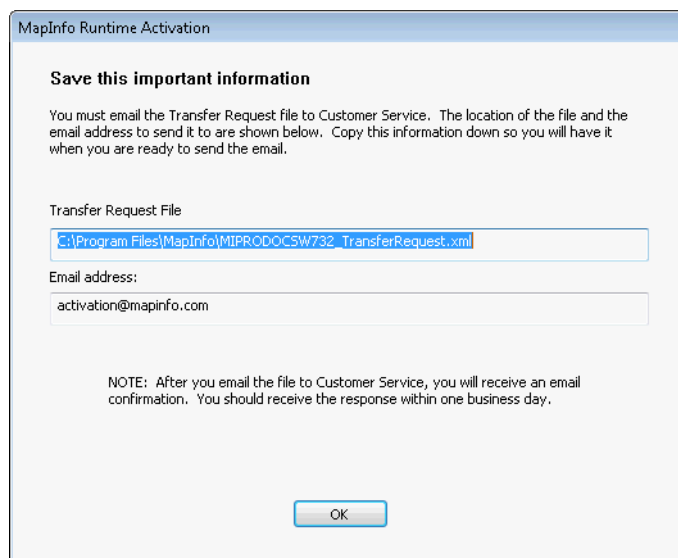 MapInfo Runtime Activation
Save this important information
You must email the Transfer Request file to Customer Service.  The location of the file and the
email address to send it to are shown below.  Copy this information down so you will have it
when you are ready to send the email.
Transfer Request File
C:\Program Files\MapInfo\MIPRODOCSW732_TransferRequest.xml
Email address:
activation@mapinfo.com
NOTE:  After you email the file to Customer Service, you will receive an email
confirmation.  You should receive the response within one business day.
OK